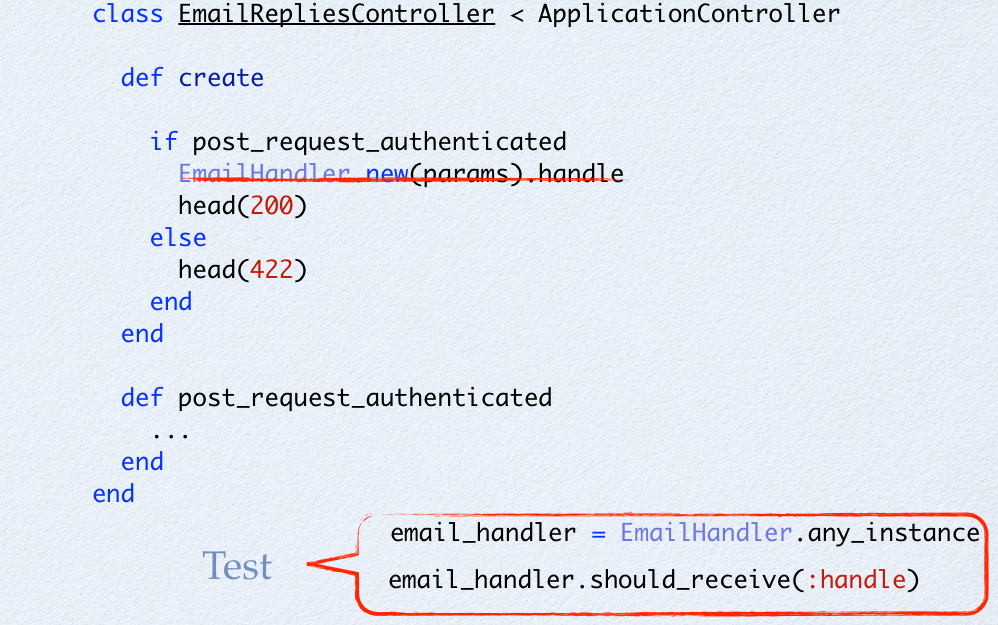 class EmailRepliesController < ApplicationController
def create
if post_request_authenticated
EmailHandler.new(params).handle
head(200)
else
head(422)
end
end
def post_request_authenticated
...
end
end
email_handler = EmailHandler.any_instance
Test
email_handler.should_receive(:handle)